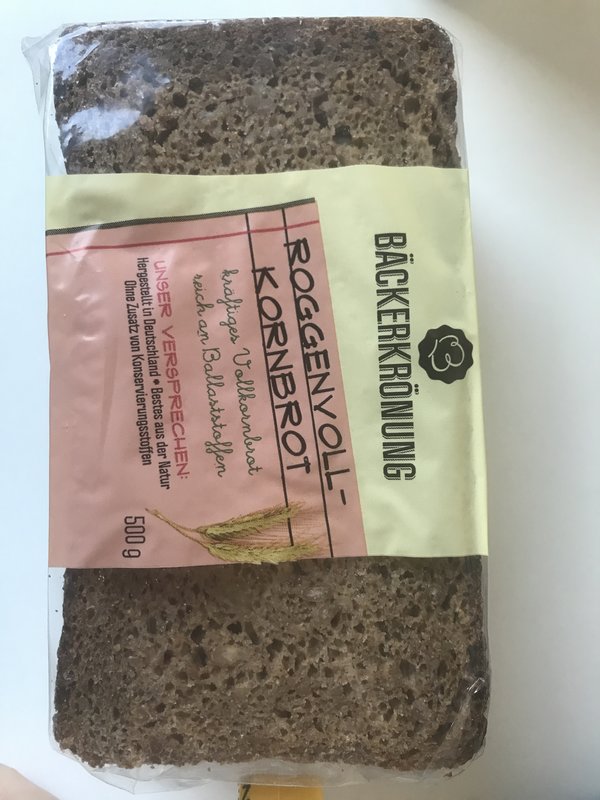 BÄCKERKRÖNUNG
ROGGENVOLL-
KORNBROT
kräftiges Vollkornbrot
reich an Ballaststoffen
UNSER VERSPRECHEN:
Hergestellt in Deutschland • Bestes aus der Natur
Ohne Zusatz von Konservierungsstoffen
500 g